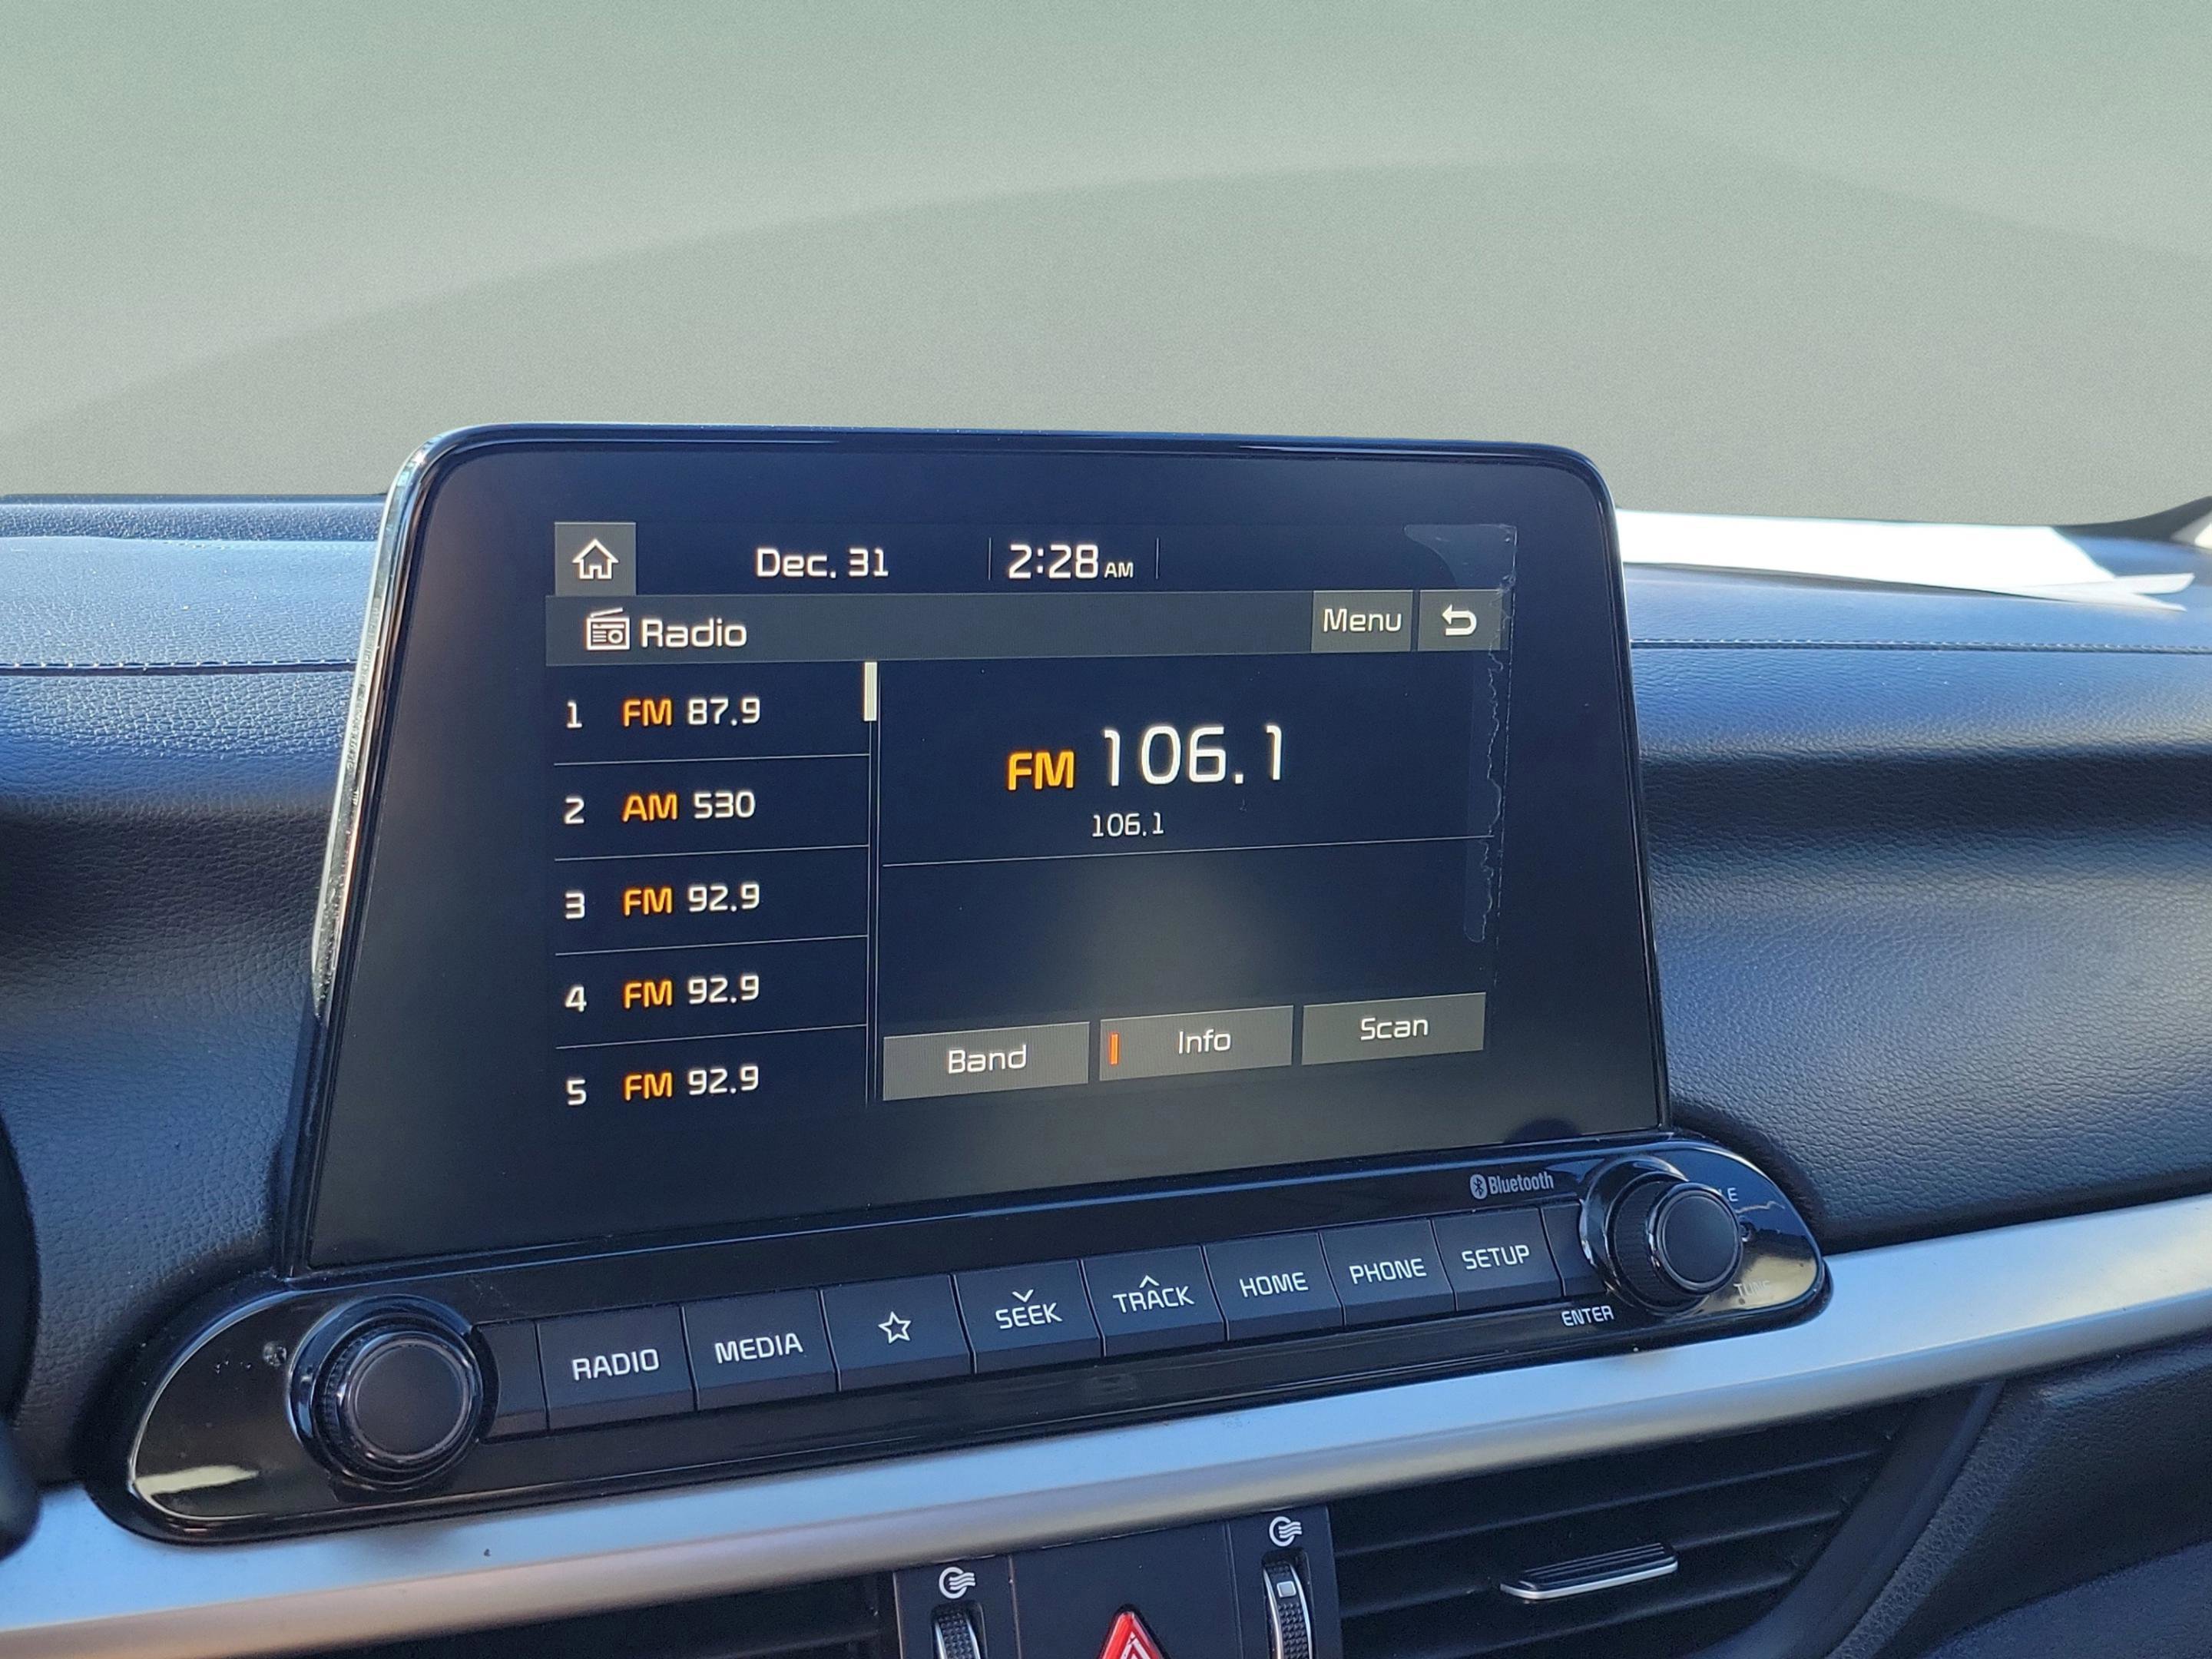 Dec. 31 2:28 AM
Radio Menu
1 FM 87.9
2 AM 530
3 FM 92.9
4 FM 92.9
5 FM 92.9
FM 106.1
106.1
Band Info Scan
Bluetooth
RADIO MEDIA SEEK TRACK HOME PHONE SETUP
ENTER